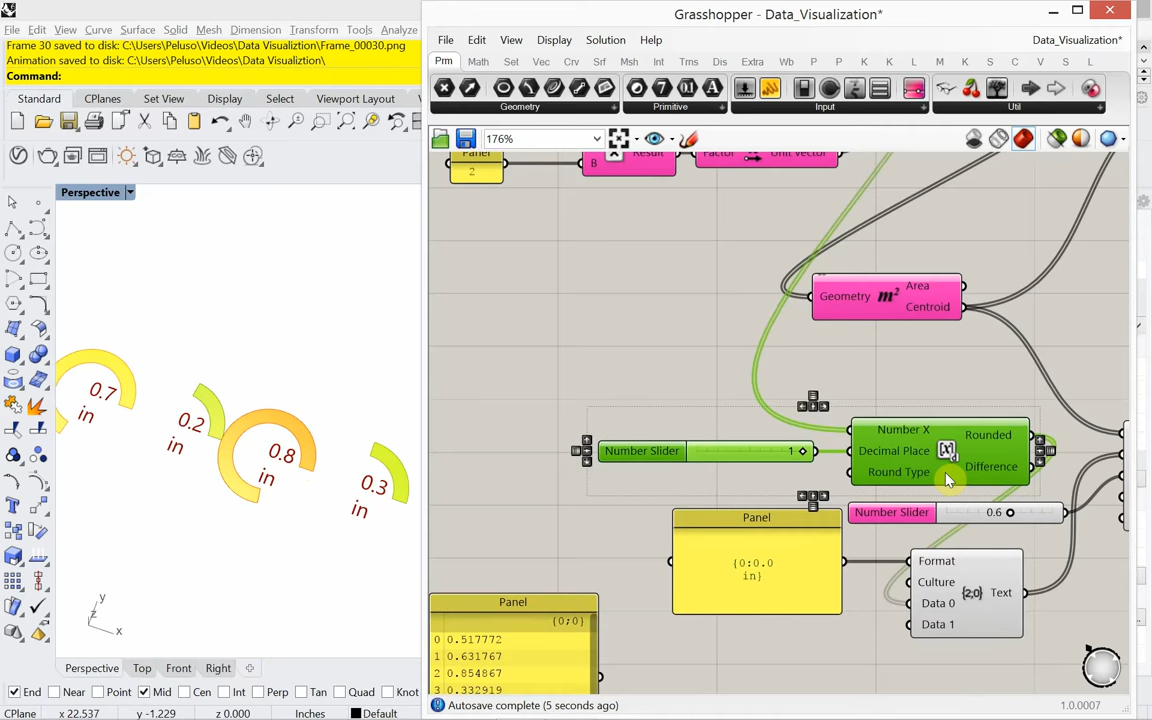 Grasshopper - Data_Visualization*
File Edit View Curve Surface Solid Mesh Dimension Transform Tools Analyze
File Edit View Display Solution Help
Data_Visualization*
Frame 30 saved to disk: C:\Users\Peluso\Videos\Data Visualiztion\Frame_00030.png
Animation saved to disk: C:\Users\Peluso\Videos\Data Visualiztion\
Command:
Prm Math Set Vec Crv Srf Msh Int Trns Dis Extra Wb P P K K L M K S C V S L
Standard CPlanes Set View Display Select Viewport Layout
Geometry Primitive Input Util
176%
Panel
2
B Result
Factor Unit vector
Perspective
Geometry m² Area
Centroid
0.7
in
0.2
in
0.8
in
0.3
in
Number X
Decimal Place
Round Type
Rounded
Difference
Number Slider 1
Number Slider 0.6
Panel
{0:0.0
in}
Format
Culture
Data 0
Data 1
{2;0}
Text
Panel
{0;0}
0 0.517772
1 0.631767
2 0.854867
3 0.332919
y
z
x
Perspective Top Front Right
End Near Point Mid Cen Int Perp Tan Quad Knot
CPlane x 22.537 y -1.229 z 0.000 Inches Default
Autosave complete (5 seconds ago)
1.0.0007